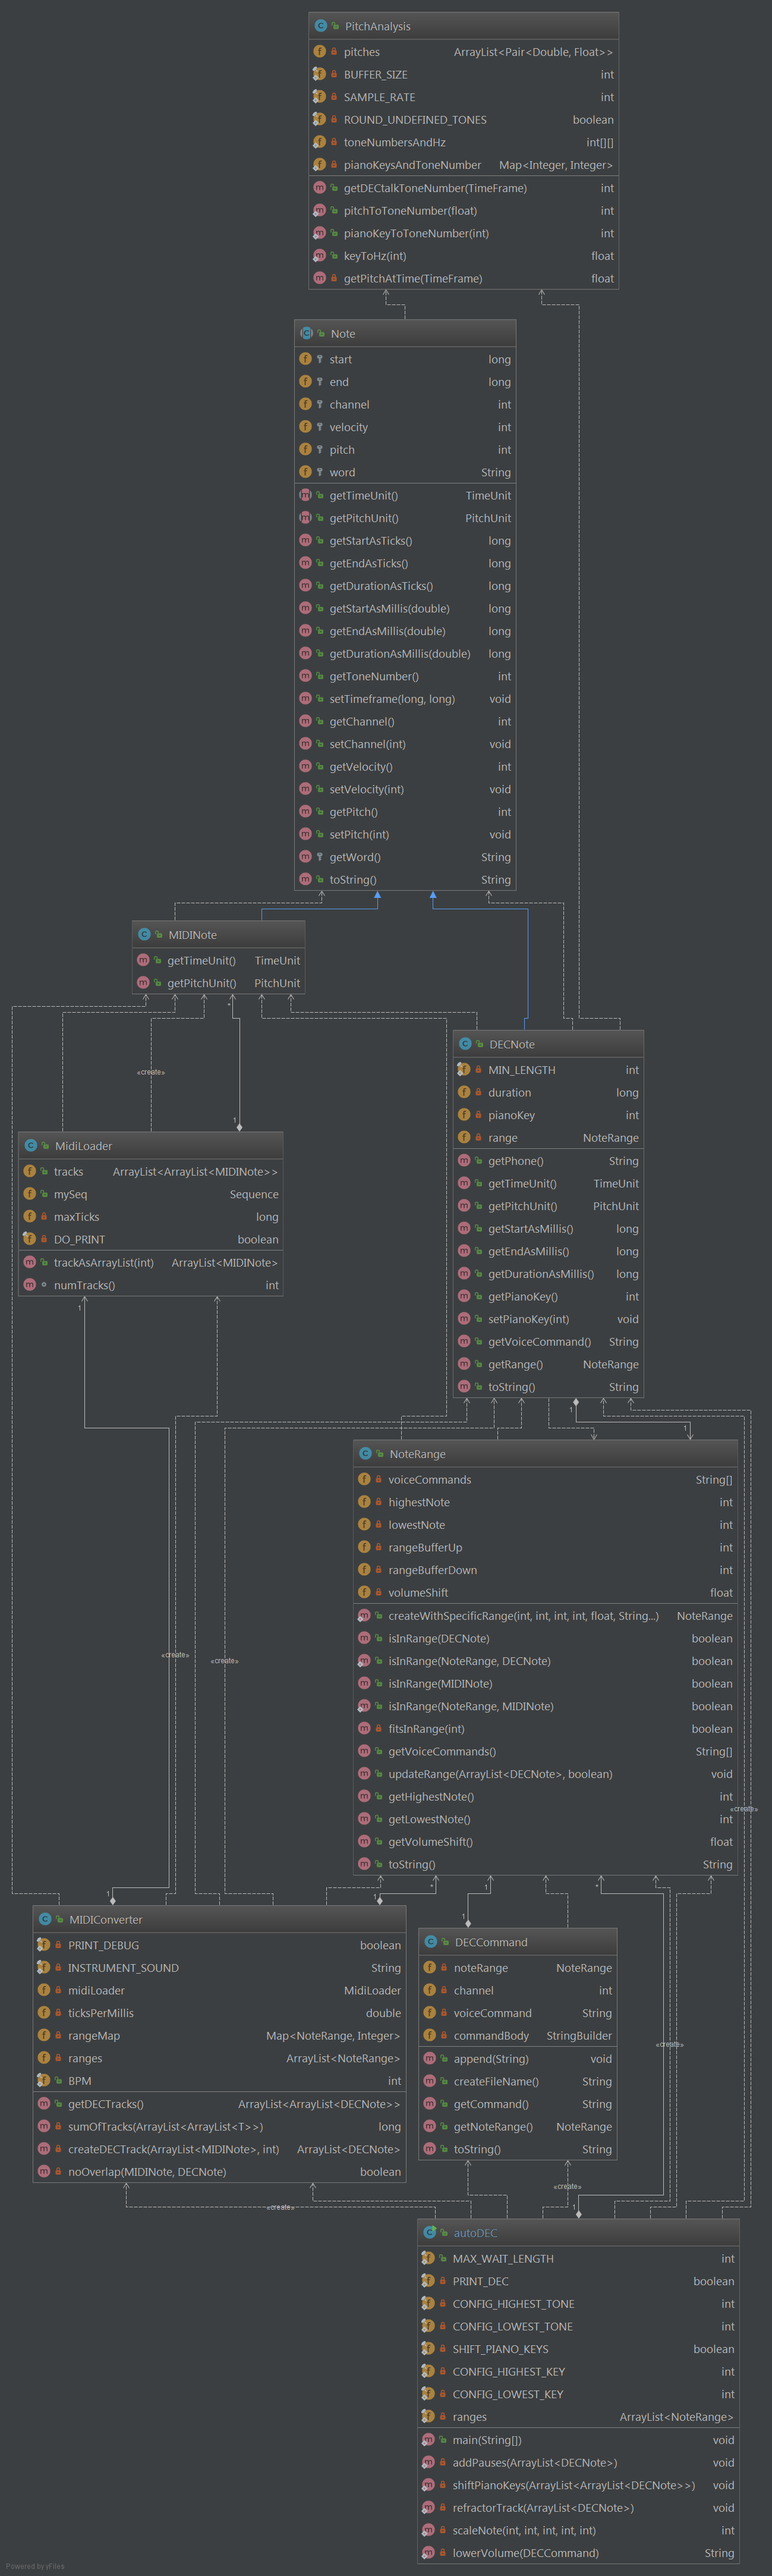 PitchAnalysis
pitches ArrayList<Pair<Double, Float>>
BUFFER_SIZE int
SAMPLE_RATE int
ROUND_UNDEFINED_TONES boolean
toneNumbersAndHz int[][]
pianoKeysAndToneNumber Map<Integer, Integer>
getDECtalkToneNumber(TimeFrame) int
pitchToToneNumber(float) int
pianoKeyToToneNumber(int) int
keyToHz(int) float
getPitchAtTime(TimeFrame) float
Note
start long
end long
channel int
velocity int
pitch int
word String
getTimeUnit() TimeUnit
getPitchUnit() PitchUnit
getStartAsTicks() long
getEndAsTicks() long
getDurationAsTicks() long
getStartAsMillis(double) long
getEndAsMillis(double) long
getDurationAsMillis(double) long
getToneNumber() int
setTimeframe(long, long) void
getChannel() int
setChannel(int) void
getVelocity() int
setVelocity(int) void
getPitch() int
setPitch(int) void
getWord() String
toString() String
MIDINote
getTimeUnit() TimeUnit
getPitchUnit() PitchUnit
*
«create»
1
DECNote
MIN_LENGTH int
duration long
pianoKey int
range NoteRange
getPhone() String
getTimeUnit() TimeUnit
getPitchUnit() PitchUnit
getStartAsMillis() long
getEndAsMillis() long
getDurationAsMillis() long
getPianoKey() int
setPianoKey(int) void
getVoiceCommand() String
getRange() NoteRange
toString() String
MidiLoader
tracks ArrayList<ArrayList<MIDINote>>
mySeq Sequence
maxTicks long
DO_PRINT boolean
trackAsArrayList(int) ArrayList<MIDINote>
numTracks() int
1
1
1
NoteRange
voiceCommands String[]
highestNote int
lowestNote int
rangeBufferUp int
rangeBufferDown int
volumeShift float
createWithSpecificRange(int, int, int, int, float, String...) NoteRange
isInRange(DECNote) boolean
isInRange(NoteRange, DECNote) boolean
isInRange(MIDINote) boolean
isInRange(NoteRange, MIDINote) boolean
fitsInRange(int) boolean
getVoiceCommands() String[]
updateRange(ArrayList<DECNote>, boolean) void
getHighestNote() int
getLowestNote() int
getVolumeShift() float
toString() String
«create»
«create»
«create»
1
1
*
1
*
1
MIDIConverter
PRINT_DEBUG boolean
INSTRUMENT_SOUND String
midiLoader MidiLoader
ticksPerMillis double
rangeMap Map<NoteRange, Integer>
ranges ArrayList<NoteRange>
BPM int
getDECTracks() ArrayList<ArrayList<DECNote>>
sumOfTracks(ArrayList<ArrayList<T>>) long
createDECTrack(ArrayList<MIDINote>, int) ArrayList<DECNote>
noOverlap(MIDINote, DECNote) boolean
DECCommand
noteRange NoteRange
channel int
voiceCommand String
commandBody StringBuilder
append(String) void
createFileName() String
getCommand() String
getNoteRange() NoteRange
toString() String
«create»
«create»
«create»
1
autoDEC
MAX_WAIT_LENGTH int
PRINT_DEC boolean
CONFIG_HIGHEST_TONE int
CONFIG_LOWEST_TONE int
SHIFT_PIANO_KEYS boolean
CONFIG_HIGHEST_KEY int
CONFIG_LOWEST_KEY int
ranges ArrayList<NoteRange>
main(String[]) void
addPauses(ArrayList<DECNote>) void
shiftPianoKeys(ArrayList<ArrayList<DECNote>>) void
refractorTrack(ArrayList<DECNote>) void
scaleNote(int, int, int, int, int) int
lowerVolume(DECCommand) String
Powered by yFiles